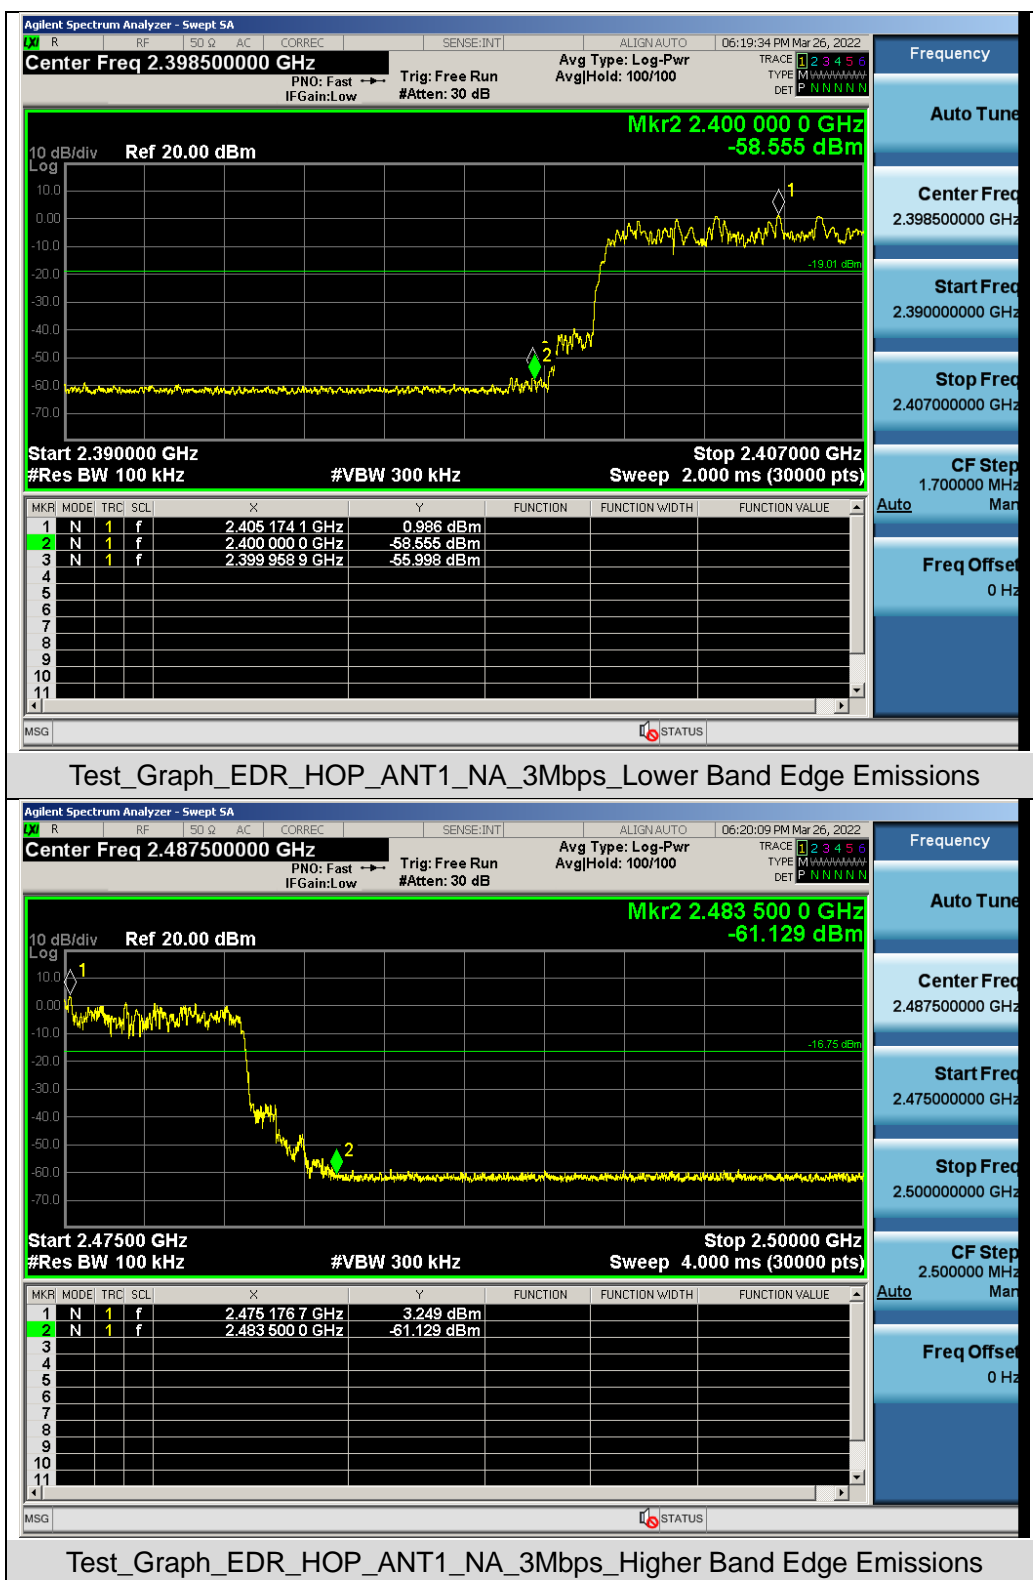 Agilent Spectrum Analyzer - Swept SA
LXI R RF 50 Ω AC CORREC SENSE:INT ALIGNAUTO 06:19:34 PM Mar 26, 2022
Center Freq 2.398500000 GHz
PNO: Fast
IFGain:Low
Trig: Free Run
#Atten: 30 dB
Avg Type: Log-Pwr
Avg|Hold: 100/100
TRACE 1 2 3 4 5 6
TYPE MWWWWW
DET P N N N N N
Mkr2 2.400 000 0 GHz
-58.555 dBm
10 dB/div Ref 20.00 dBm
Log
10.0
0.00
-10.0
-20.0
-30.0
-40.0
-50.0
-60.0
-70.0
1
-19.01 dBm
2
Start 2.390000 GHz Stop 2.407000 GHz
#Res BW 100 kHz #VBW 300 kHz Sweep 2.000 ms (30000 pts)
MKR MODE TRC SCL X Y FUNCTION FUNCTION WIDTH FUNCTION VALUE
1 N 1 f 2.405 174 1 GHz 0.986 dBm
2 N 1 f 2.400 000 0 GHz -58.555 dBm
3 N 1 f 2.399 958 9 GHz -55.998 dBm
4
5
6
7
8
9
10
11
MSG STATUS
Frequency
Auto Tune
Center Freq
2.398500000 GHz
Start Freq
2.390000000 GHz
Stop Freq
2.407000000 GHz
CF Step
1.700000 MHz
Auto Man
Freq Offset
0 Hz
Test_Graph_EDR_HOP_ANT1_NA_3Mbps_Lower Band Edge Emissions
Agilent Spectrum Analyzer - Swept SA
LXI R RF 50 Ω AC CORREC SENSE:INT ALIGNAUTO 06:20:09 PM Mar 26, 2022
Center Freq 2.487500000 GHz
PNO: Fast
IFGain:Low
Trig: Free Run
#Atten: 30 dB
Avg Type: Log-Pwr
Avg|Hold: 100/100
TRACE 1 2 3 4 5 6
TYPE MWWWWW
DET P N N N N N
Mkr2 2.483 500 0 GHz
-61.129 dBm
10 dB/div Ref 20.00 dBm
Log
10.0
0.00
-10.0
-20.0
-30.0
-40.0
-50.0
-60.0
-70.0
1
-16.75 dBm
2
Start 2.47500 GHz Stop 2.50000 GHz
#Res BW 100 kHz #VBW 300 kHz Sweep 4.000 ms (30000 pts)
MKR MODE TRC SCL X Y FUNCTION FUNCTION WIDTH FUNCTION VALUE
1 N 1 f 2.475 176 7 GHz 3.249 dBm
2 N 1 f 2.483 500 0 GHz -61.129 dBm
3
4
5
6
7
8
9
10
11
MSG STATUS
Frequency
Auto Tune
Center Freq
2.487500000 GHz
Start Freq
2.475000000 GHz
Stop Freq
2.500000000 GHz
CF Step
2.500000 MHz
Auto Man
Freq Offset
0 Hz
Test_Graph_EDR_HOP_ANT1_NA_3Mbps_Higher Band Edge Emissions